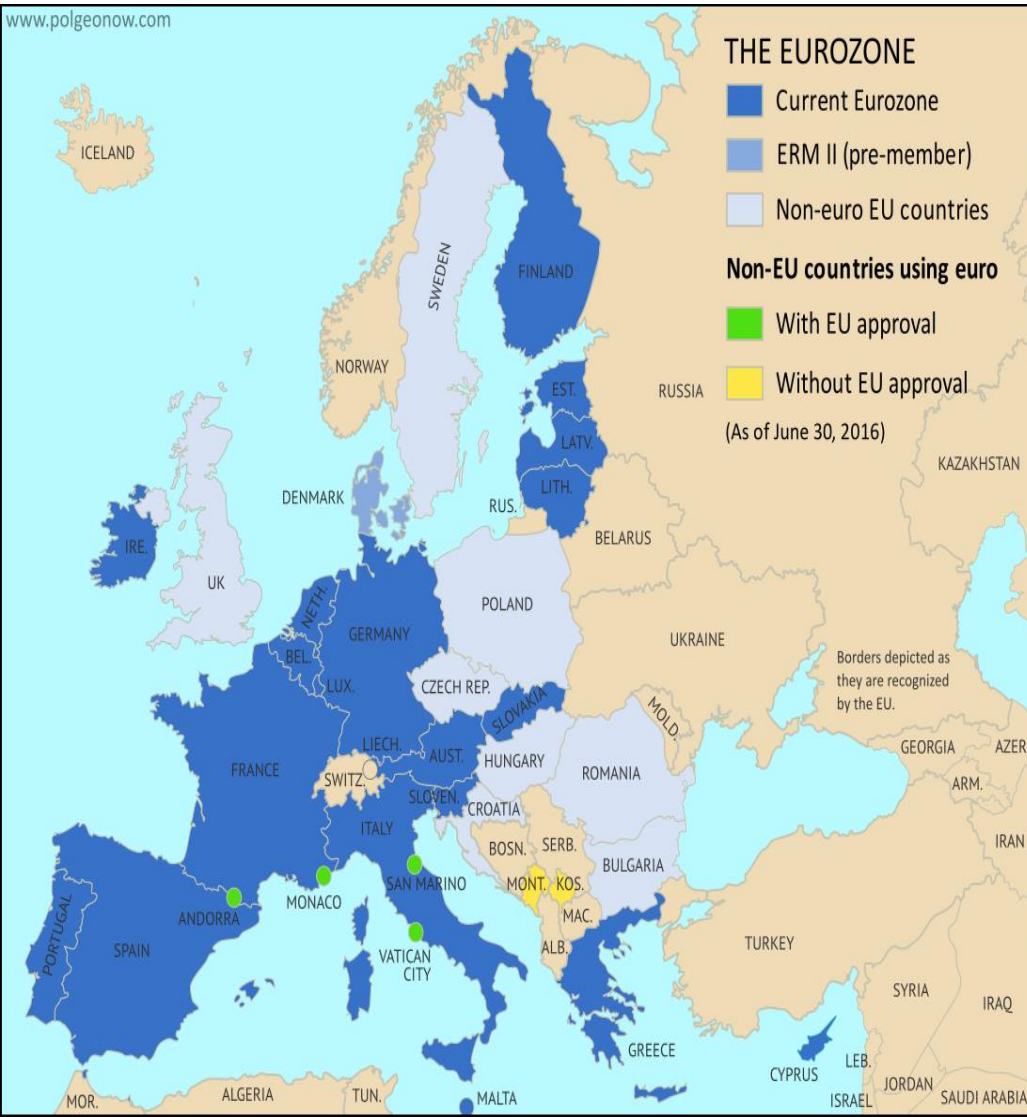 www.polgeonow.com
THE EUROZONE
Current Eurozone
ERM II (pre-member)
Non-euro EU countries
Non-EU countries using euro
With EU approval
Without EU approval
(As of June 30, 2016)
ICELAND
SWEDEN
FINLAND
NORWAY
RUSSIA
EST.
LATV.
LITH.
KAZAKHSTAN
DENMARK
RUS.
BELARUS
IRE.
UK
NETH.
POLAND
GERMANY
UKRAINE
BEL.
LUX.
CZECH REP.
SLOVAKIA
Borders depicted as
they are recognized
by the EU.
MOLD.
LIECH.
AUST.
HUNGARY
GEORGIA
AZER
FRANCE
SWITZ.
ROMANIA
ARM.
SLOVEN.
CROATIA
ITALY
BOSN.
SERB.
IRAN
BULGARIA
SAN MARINO
MONT.
KOS.
MONACO
ANDORRA
MAC.
PORTUGAL
SPAIN
VATICAN
CITY
ALB.
TURKEY
SYRIA
IRAQ
GREECE
CYPRUS
LEB.
MALTA
JORDAN
MOR.
ALGERIA
TUN.
ISRAEL
SAUDI ARABIA